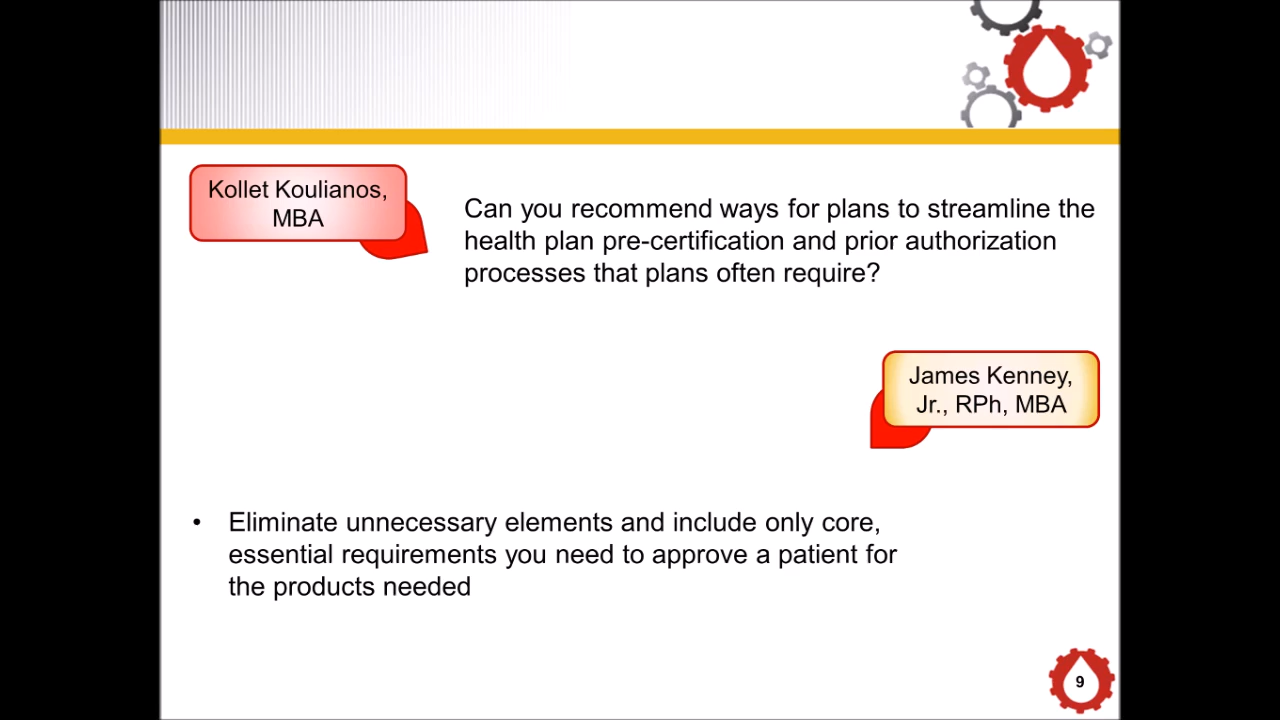 Kollet Koulianos,
MBA
Can you recommend ways for plans to streamline the
health plan pre-certification and prior authorization
processes that plans often require?
James Kenney,
Jr., RPh, MBA
• Eliminate unnecessary elements and include only core,
essential requirements you need to approve a patient for
the products needed
9